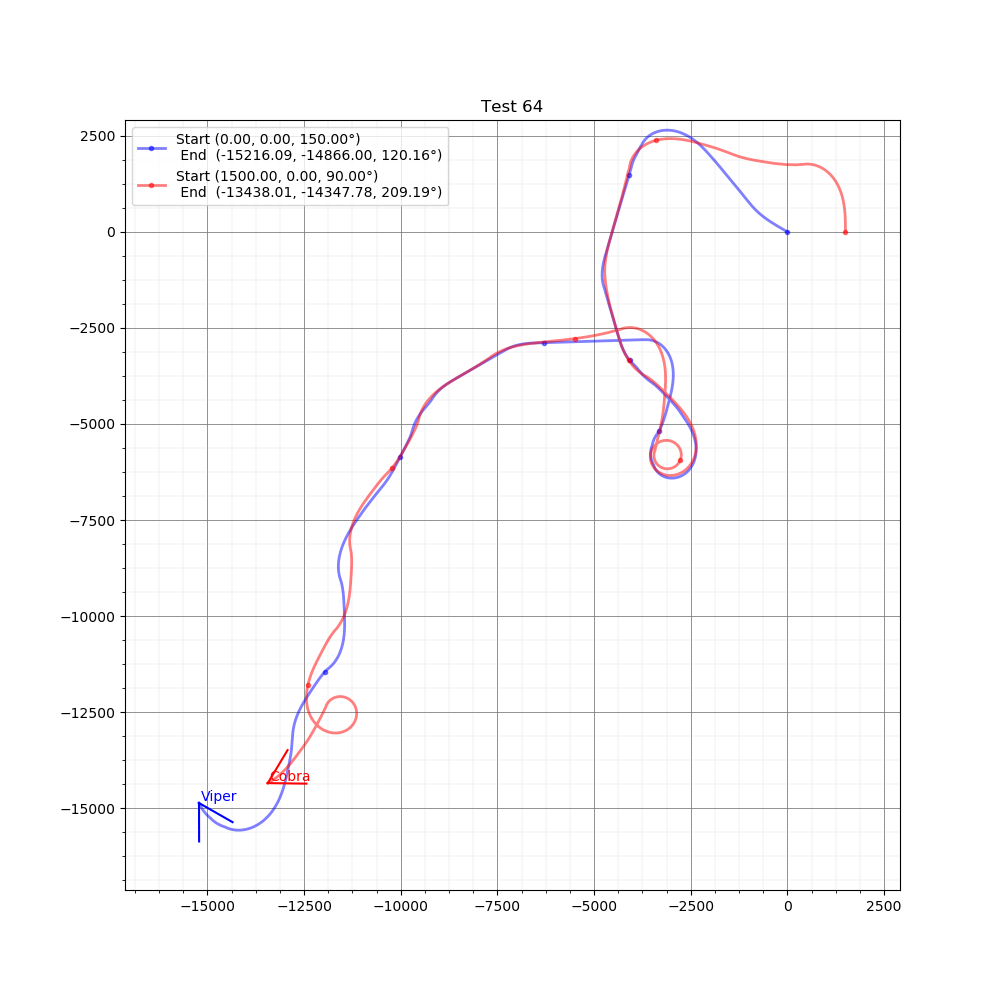 Test 64
Start (0.00, 0.00, 150.00°)
End  (-15216.09, -14866.00, 120.16°)
Start (1500.00, 0.00, 90.00°)
End  (-13438.01, -14347.78, 209.19°)
2500
0
−2500
−5000
−7500
−10000
−12500
−15000
Cobra
Viper
−15000 −12500 −10000 −7500 −5000 −2500 0 2500